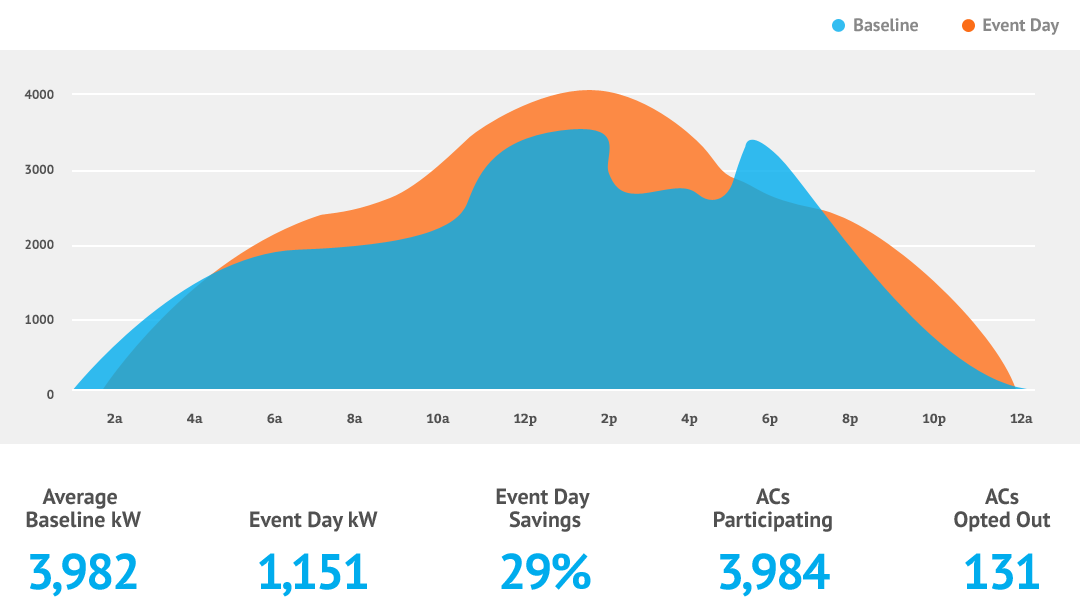 Baseline
Event Day
4000
3000
2000
1000
0
2a
4a
6a
8a
10a
12p
2p
4p
6p
8p
10p
12a
Average
Baseline kW
3,982
Event Day kW
1,151
Event Day
Savings
29%
ACs
Participating
3,984
ACs
Opted Out
131